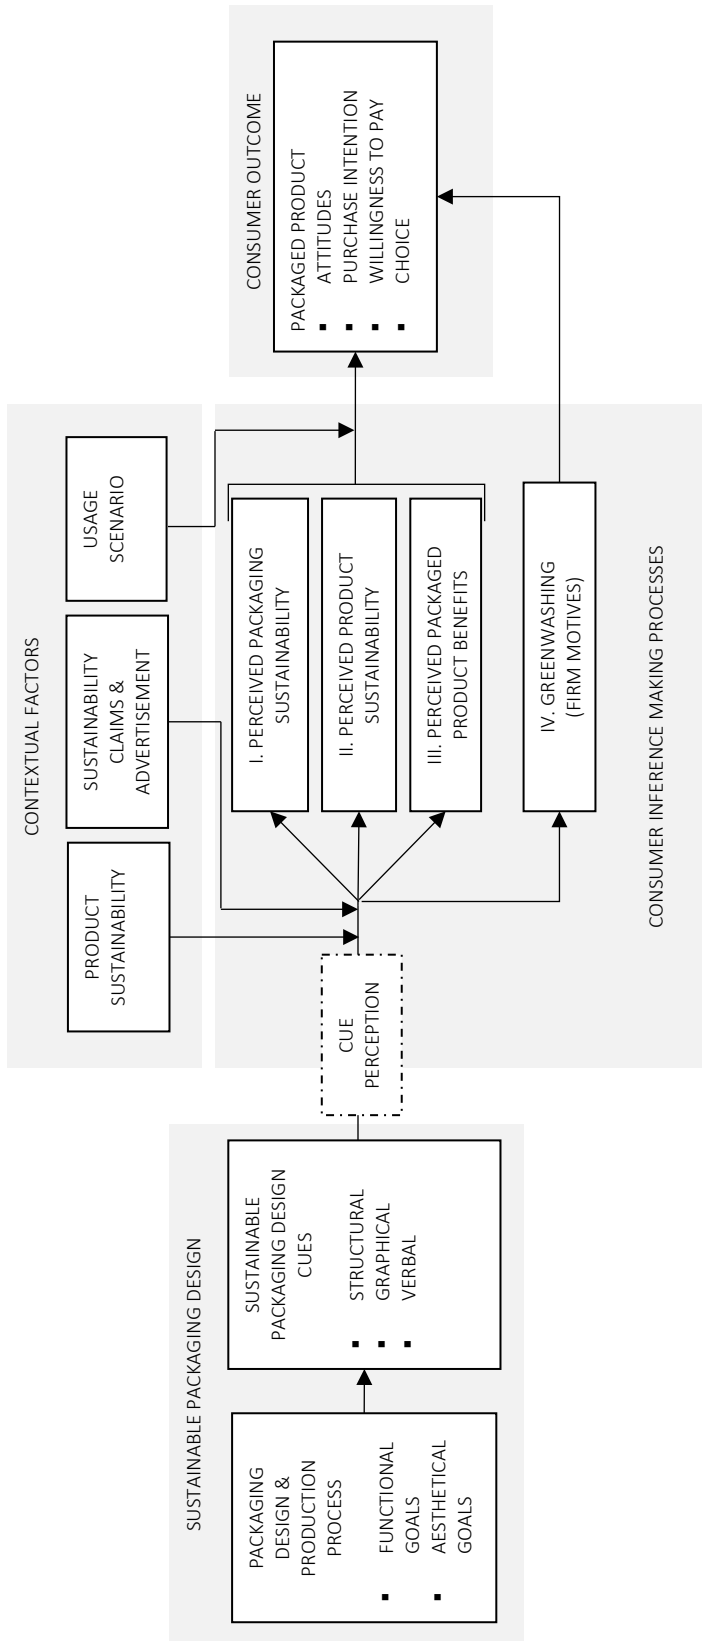 SUSTAINABLE PACKAGING DESIGN
PACKAGING
DESIGN &
PRODUCTION
PROCESS
▪ FUNCTIONAL
GOALS
▪ AESTHETICAL
GOALS
SUSTAINABLE
PACKAGING DESIGN
CUES
▪ STRUCTURAL
▪ GRAPHICAL
▪ VERBAL
CUE
PERCEPTION
CONTEXTUAL FACTORS
PRODUCT
SUSTAINABILITY
SUSTAINABILITY
CLAIMS &
ADVERTISEMENT
USAGE
SCENARIO
I. PERCEIVED PACKAGING
SUSTAINABILITY
II. PERCEIVED PRODUCT
SUSTAINABILITY
III. PERCEIVED PACKAGED
PRODUCT BENEFITS
IV. GREENWASHING
(FIRM MOTIVES)
CONSUMER INFERENCE MAKING PROCESSES
CONSUMER OUTCOME
PACKAGED PRODUCT
▪ ATTITUDES
▪ PURCHASE INTENTION
▪ WILLINGNESS TO PAY
▪ CHOICE